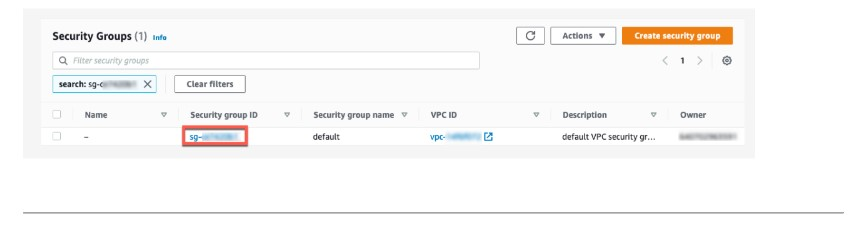 Security Groups (1) Info
Actions Create security group
Filter security groups
1
search: sg- Clear filters
Name Security group ID Security group name VPC ID Description Owner
– sg- default vpc- default VPC security gr...